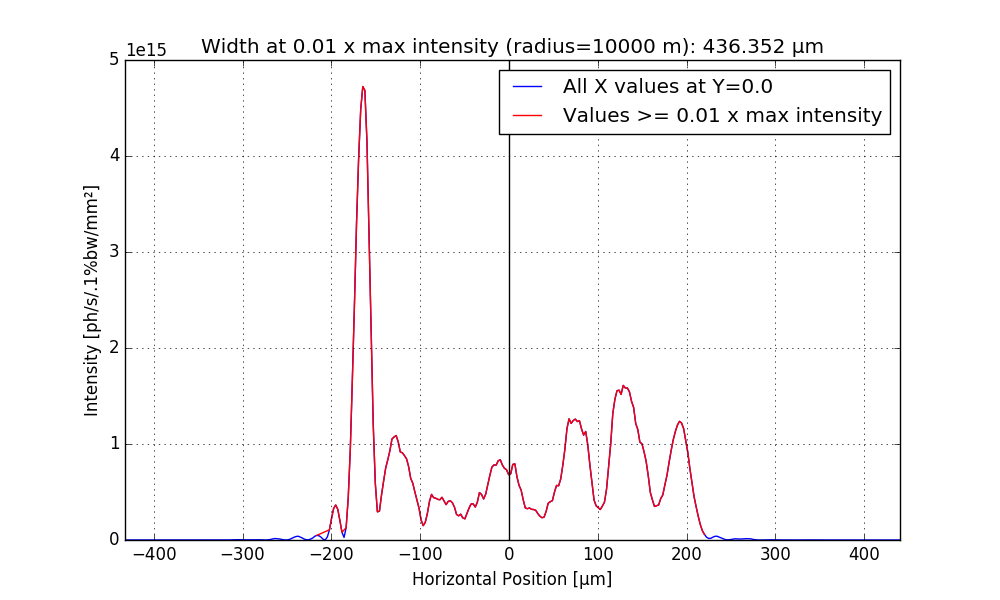 Width at 0.01 x max intensity (radius=10000 m): 436.352 µm
1e15
All X values at Y=0.0
Values >= 0.01 x max intensity
Intensity [ph/s/.1%bw/mm²]
5
4
3
2
1
0
−400 −300 −200 −100 0 100 200 300 400
Horizontal Position [µm]